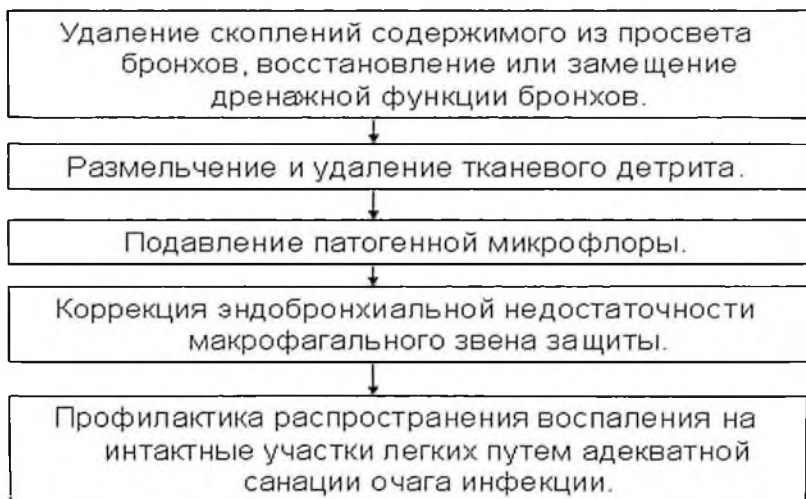 Удаление скоплений содержимого из просвета
бронхов, восстановление или замещение
дренажной функции бронхов.
Размельчение и удаление тканевого детрита.
Подавление патогенной микрофлоры.
Коррекция эндобронхиальной недостаточности
макрофагального звена защиты.
Профилактика распространения воспаления на
интактные участки легких путем адекватной
санации очага инфекции.